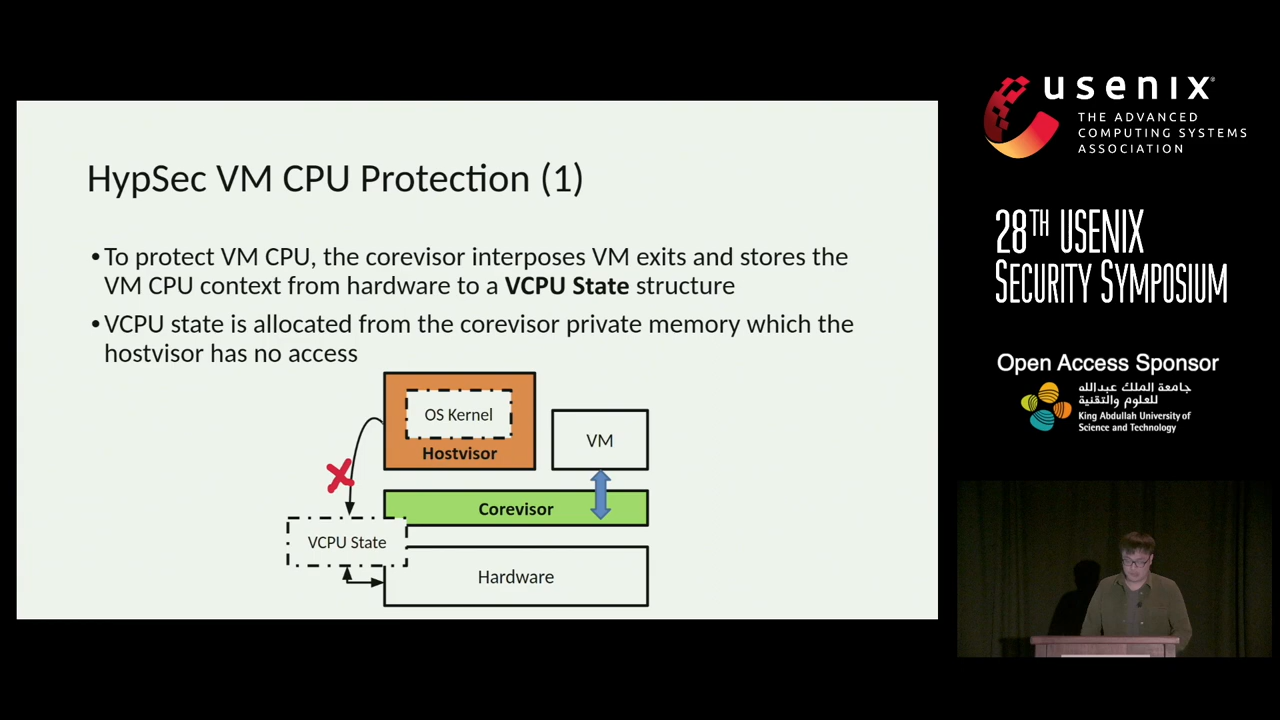 HypSec VM CPU Protection (1)
•To protect VM CPU, the corevisor interposes VM exits and stores the
VM CPU context from hardware to a VCPU State structure
•VCPU state is allocated from the corevisor private memory which the
hostvisor has no access
OS Kernel
Hostvisor
VM
Corevisor
VCPU State
Hardware
usenix
THE ADVANCED
COMPUTING SYSTEMS
ASSOCIATION
28TH USENIX
SECURITY SYMPOSIUM
Open Access Sponsor
جامعة الملك عبدالله
للعلوم والتقنية
King Abdullah University of
Science and Technology